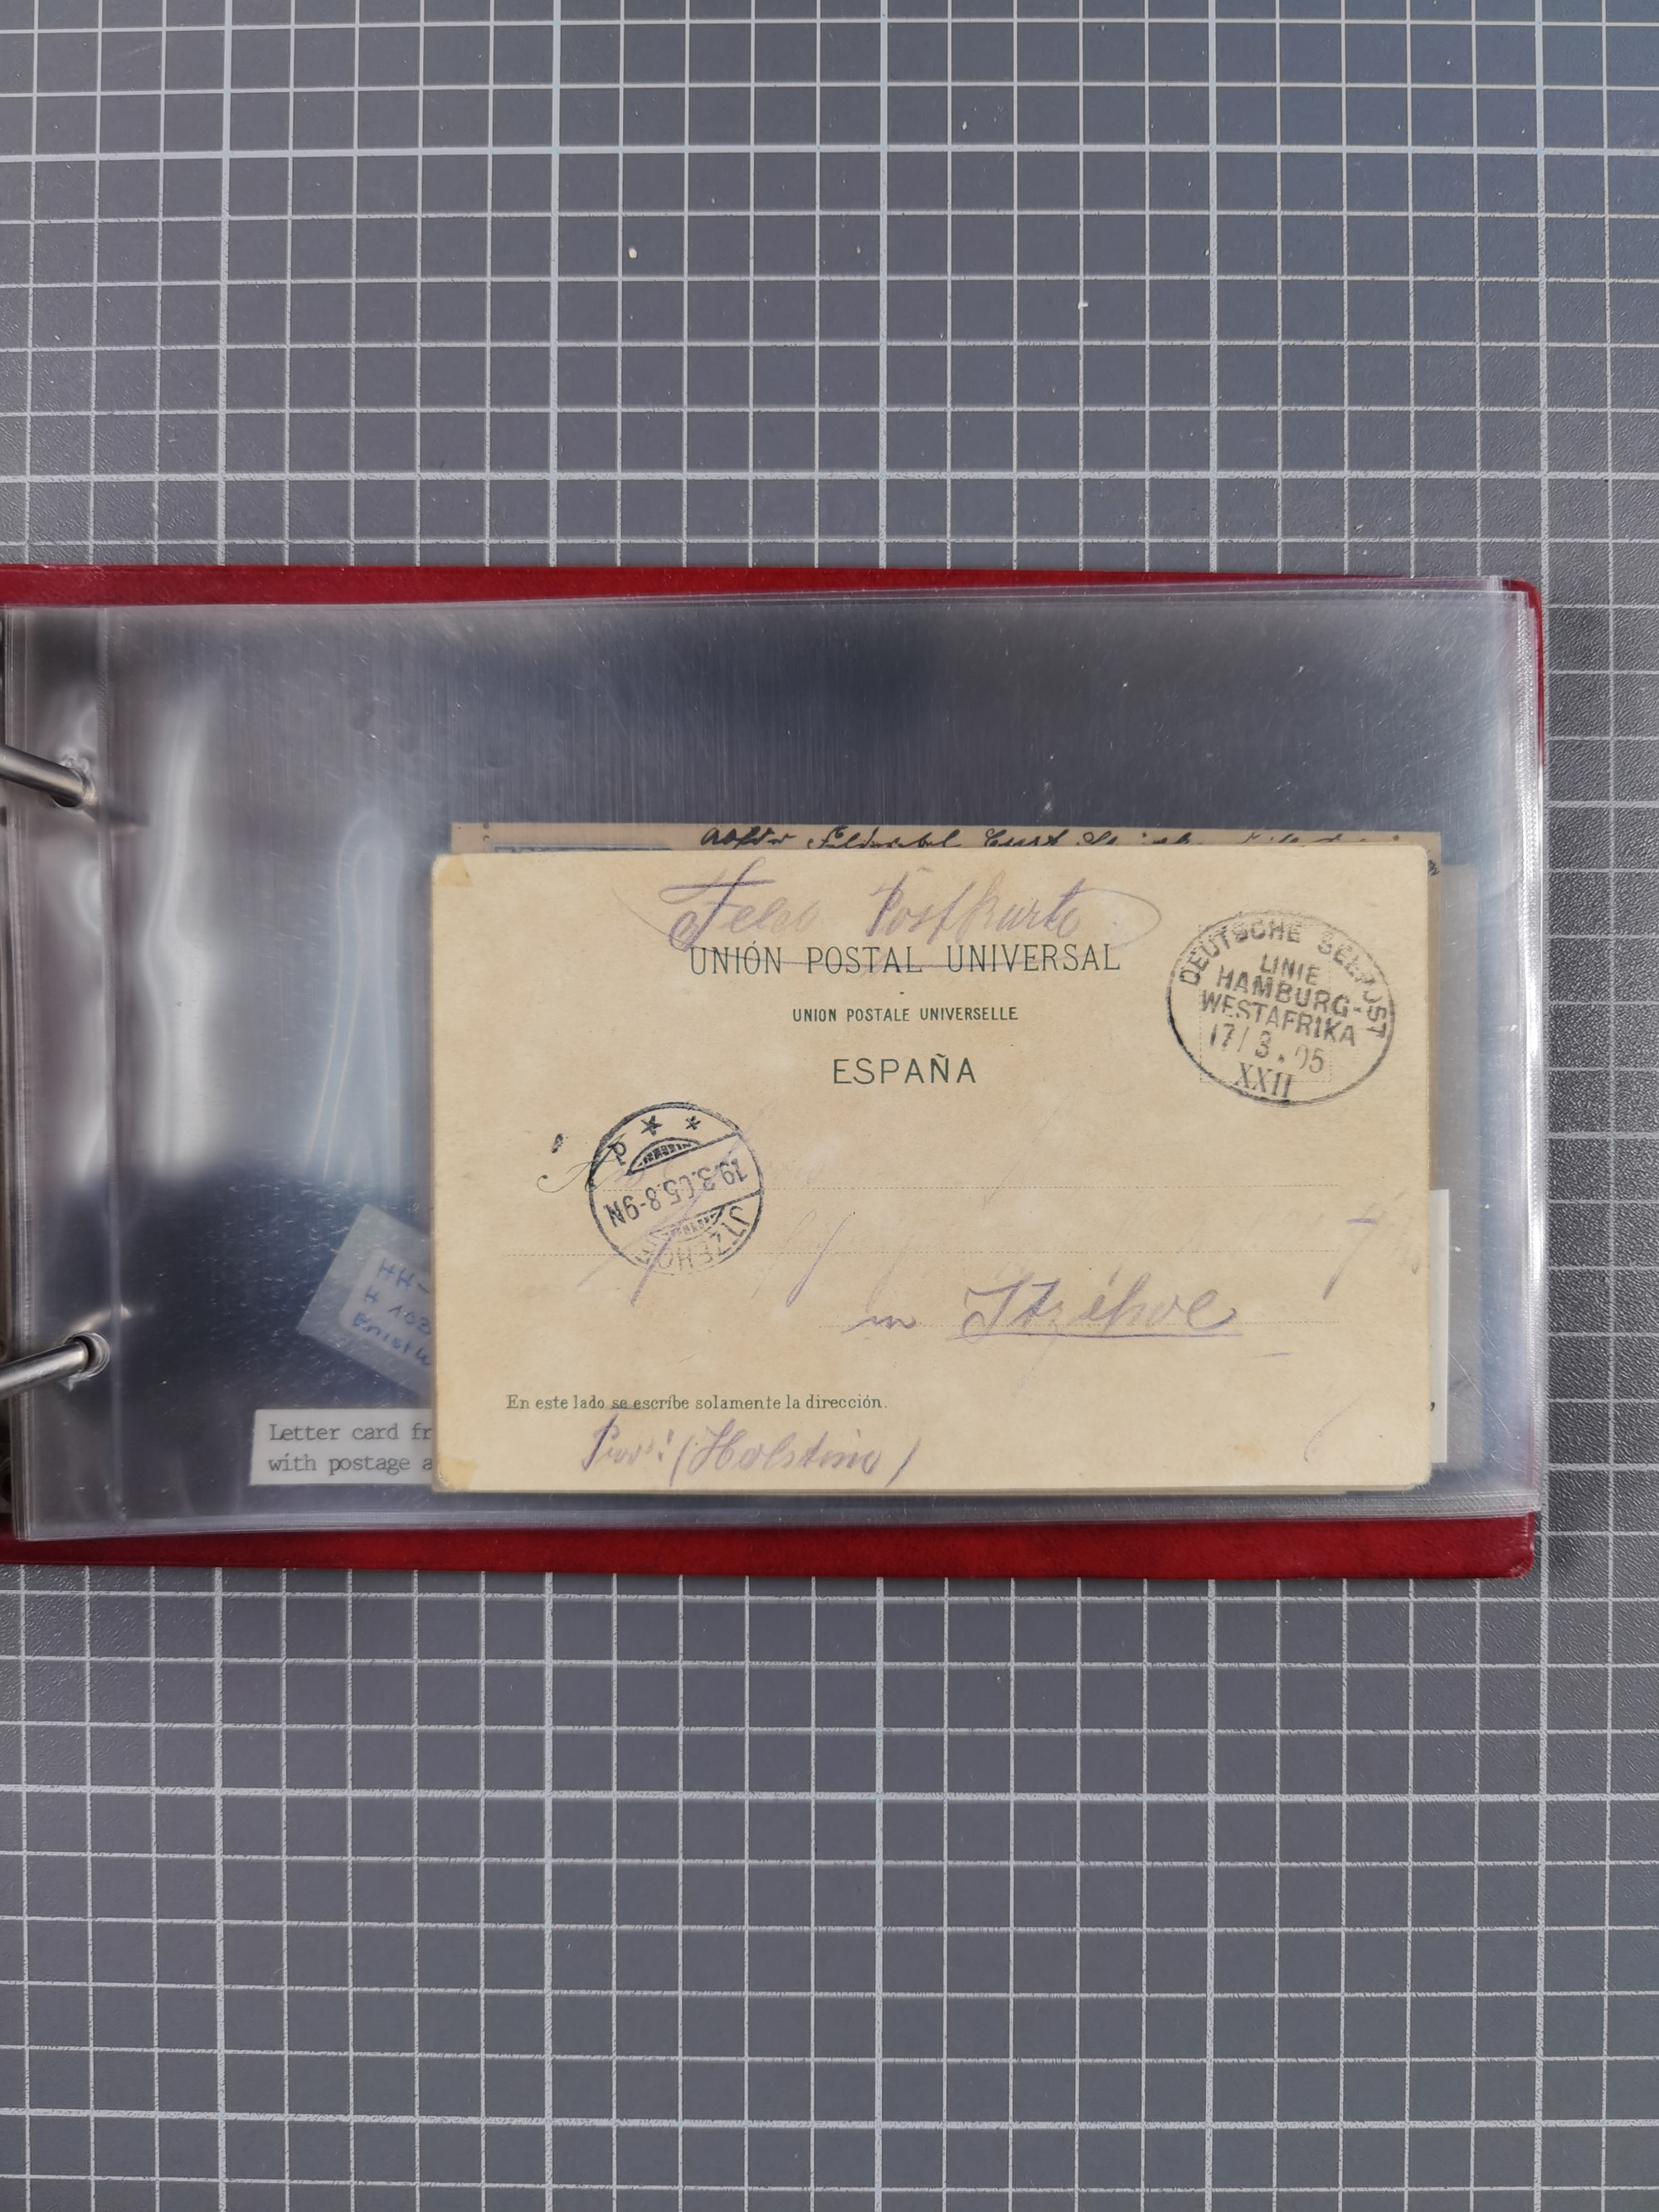 Postkarte
UNIÓN POSTAL UNIVERSAL
UNION POSTALE UNIVERSELLE
ESPAÑA
DEUTSCHE SEEPOST
LINIE
HAMBURG-
WESTAFRIKA
17/3.05
XXII
ITZEHOE
19.3.05.8-9N
in Itzehoe
En este lado se escribe solamente la dirección.
Prov: (Holstein)
HH-
Letter card fr
with postage a